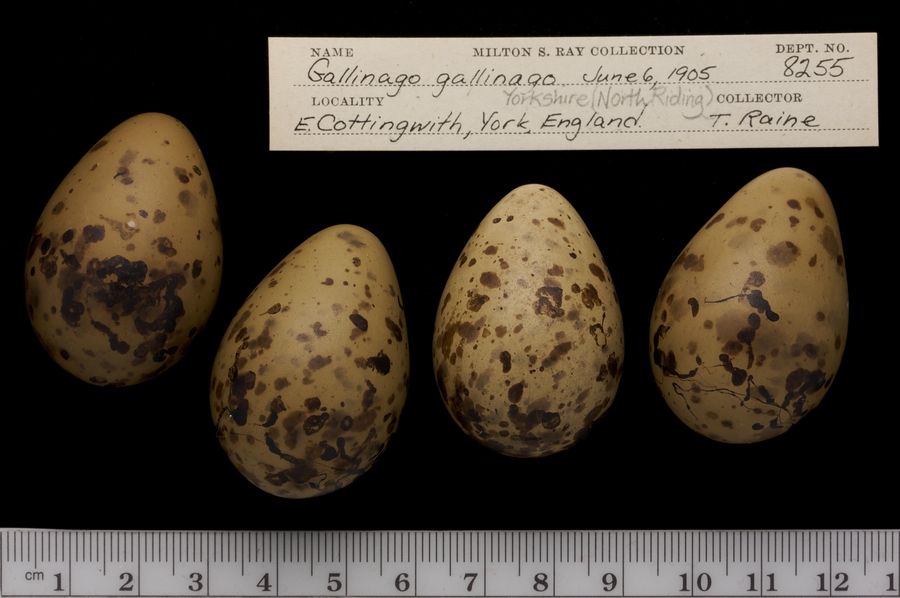 NAME MILTON S. RAY COLLECTION DEPT. NO.
Gallinago gallinago June 6, 1905 8255
LOCALITY Yorkshire (North Riding) COLLECTOR
E. Cottingwith, York, England. T. Raine
cm 1 2 3 4 5 6 7 8 9 10 11 12 1